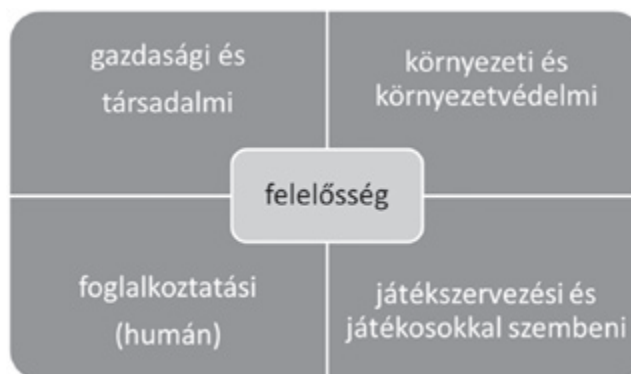 gazdasági és
társadalmi
környezeti és
környezetvédelmi
felelősség
foglalkoztatási
(humán)
játékszervezési és
játékosokkal szembeni